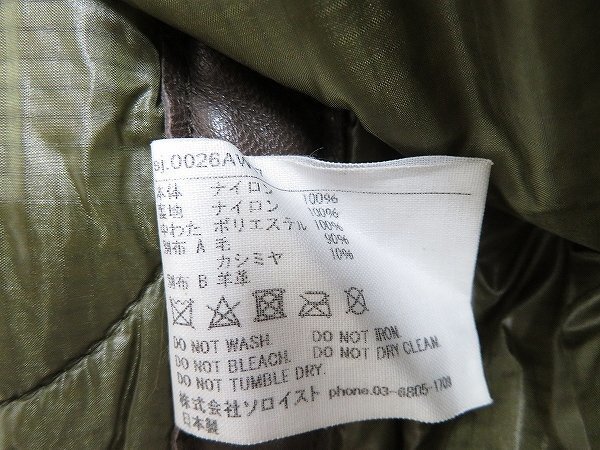 .0026AW
本体 ナイロン 100%
裏地 ナイロン 100%
中わた ポリエステル 100%
別布 A 毛 90%
カシミヤ 10%
別布 B 羊革
DO NOT WASH. DO NOT IRON.
DO NOT BLEACH. DO NOT DRY CLEAN.
DO NOT TUMBLE DRY.
株式会社ソロイスト phone.03-6805-1709
日本製